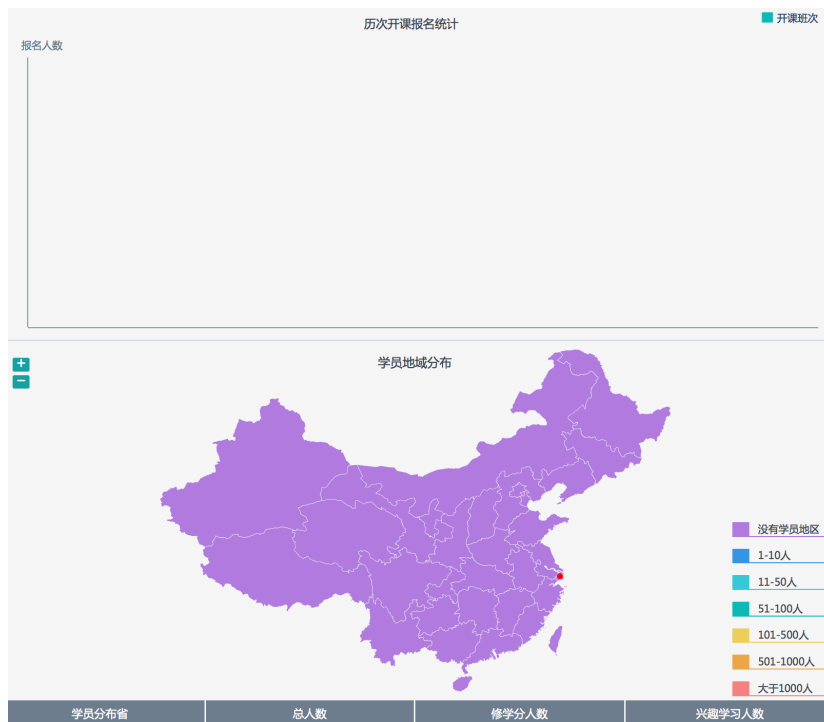 历次开课报名统计
开课班次
报名人数
+
−
学员地域分布
没有学员地区
1-10人
11-50人
51-100人
101-500人
501-1000人
大于1000人
学员分布省 总人数 修学分人数 兴趣学习人数